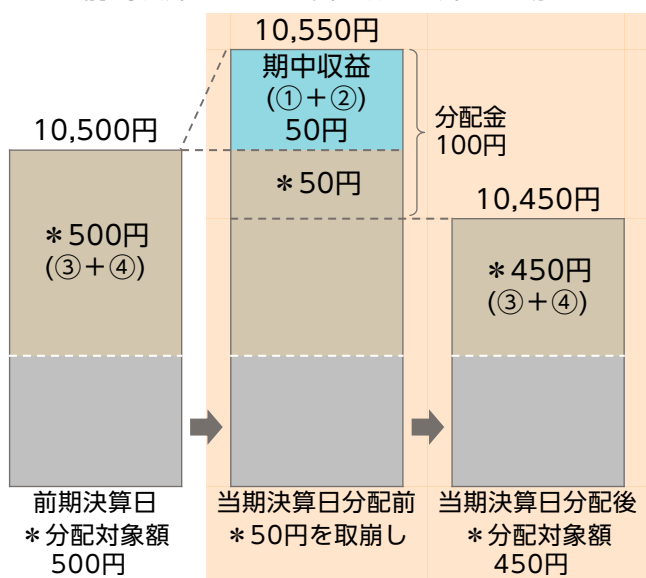 10,550円
期中収益
(①＋②)
50円
分配金
100円
10,500円
＊50円
10,450円
＊500円
(③＋④)
＊450円
(③＋④)
前期決算日
＊分配対象額
500円
当期決算日分配前
＊50円を取崩し
当期決算日分配後
＊分配対象額
450円